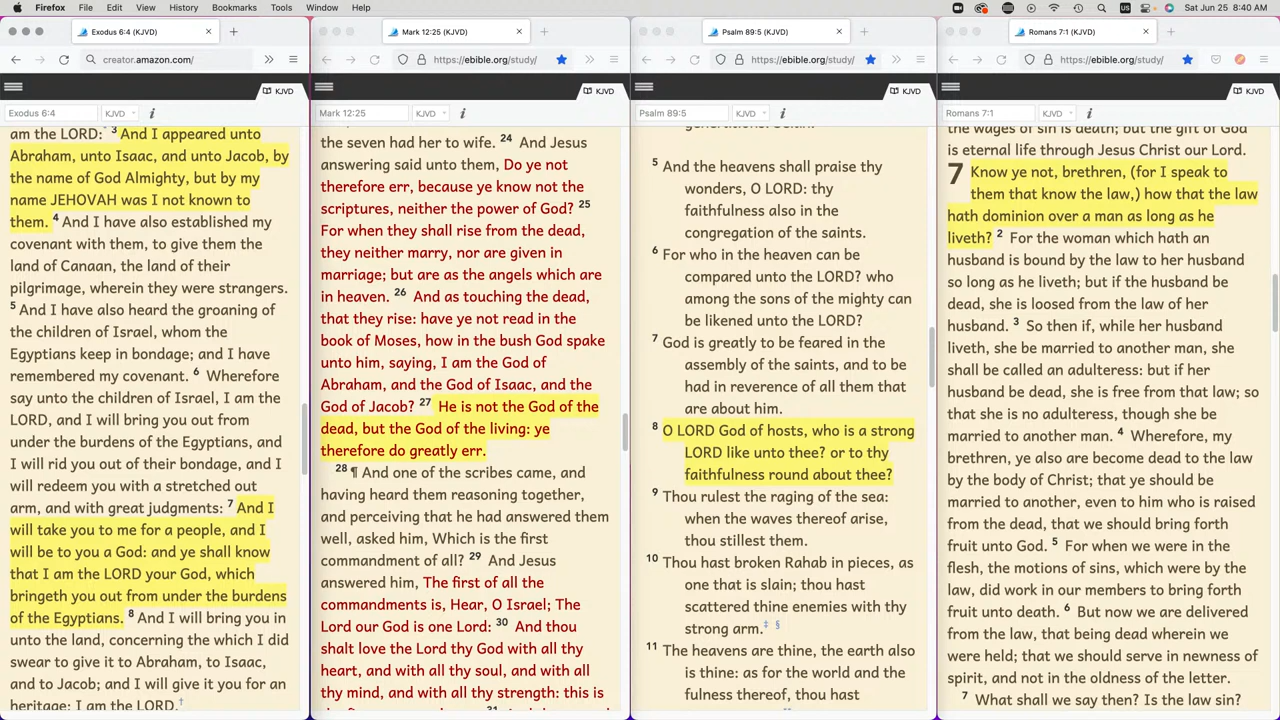 Firefox File Edit View History Bookmarks Tools Window Help Sat Jun 25 8:40 AM
Exodus 6:4 (KJVD)
creator.amazon.com/
KJVD
Exodus 6:4 KJVD i
am the LORD: 3 And I appeared unto
Abraham, unto Isaac, and unto Jacob, by
the name of God Almighty, but by my
name JEHOVAH was I not known to
them. 4 And I have also established my
covenant with them, to give them the
land of Canaan, the land of their
pilgrimage, wherein they were strangers.
5 And I have also heard the groaning of
the children of Israel, whom the
Egyptians keep in bondage; and I have
remembered my covenant. 6 Wherefore
say unto the children of Israel, I am the
LORD, and I will bring you out from
under the burdens of the Egyptians, and
I will rid you out of their bondage, and I
will redeem you with a stretched out
arm, and with great judgments: 7 And I
will take you to me for a people, and I
will be to you a God: and ye shall know
that I am the LORD your God, which
bringeth you out from under the burdens
of the Egyptians. 8 And I will bring you in
unto the land, concerning the which I did
swear to give it to Abraham, to Isaac,
and to Jacob; and I will give it you for an
heritage: I am the LORD.†
Mark 12:25 (KJVD)
https://ebible.org/study/
KJVD
Mark 12:25 KJVD i
the seven had her to wife. 24 And Jesus
answering said unto them, Do ye not
therefore err, because ye know not the
scriptures, neither the power of God? 25
For when they shall rise from the dead,
they neither marry, nor are given in
marriage; but are as the angels which are
in heaven. 26 And as touching the dead,
that they rise: have ye not read in the
book of Moses, how in the bush God spake
unto him, saying, I am the God of
Abraham, and the God of Isaac, and the
God of Jacob? 27 He is not the God of the
dead, but the God of the living: ye
therefore do greatly err.
28 ¶ And one of the scribes came, and
having heard them reasoning together,
and perceiving that he had answered them
well, asked him, Which is the first
commandment of all? 29 And Jesus
answered him, The first of all the
commandments is, Hear, O Israel; The
Lord our God is one Lord: 30 And thou
shalt love the Lord thy God with all thy
heart, and with all thy soul, and with all
thy mind, and with all thy strength: this is
Psalm 89:5 (KJVD)
https://ebible.org/study/
KJVD
Psalm 89:5 KJVD i
5 And the heavens shall praise thy
wonders, O LORD: thy
faithfulness also in the
congregation of the saints.
6 For who in the heaven can be
compared unto the LORD? who
among the sons of the mighty can
be likened unto the LORD?
7 God is greatly to be feared in the
assembly of the saints, and to be
had in reverence of all them that
are about him.
8 O LORD God of hosts, who is a strong
LORD like unto thee? or to thy
faithfulness round about thee?
9 Thou rulest the raging of the sea:
when the waves thereof arise,
thou stillest them.
10 Thou hast broken Rahab in pieces, as
one that is slain; thou hast
scattered thine enemies with thy
strong arm.‡ §
11 The heavens are thine, the earth also
is thine: as for the world and the
fulness thereof, thou hast
Romans 7:1 (KJVD)
https://ebible.org/study/
KJVD
Romans 7:1 KJVD i
the wages of sin is death; but the gift of God
is eternal life through Jesus Christ our Lord.
7 Know ye not, brethren, (for I speak to
them that know the law,) how that the law
hath dominion over a man as long as he
liveth? 2 For the woman which hath an
husband is bound by the law to her husband
so long as he liveth; but if the husband be
dead, she is loosed from the law of her
husband. 3 So then if, while her husband
liveth, she be married to another man, she
shall be called an adulteress: but if her
husband be dead, she is free from that law; so
that she is no adulteress, though she be
married to another man. 4 Wherefore, my
brethren, ye also are become dead to the law
by the body of Christ; that ye should be
married to another, even to him who is raised
from the dead, that we should bring forth
fruit unto God. 5 For when we were in the
flesh, the motions of sins, which were by the
law, did work in our members to bring forth
fruit unto death. 6 But now we are delivered
from the law, that being dead wherein we
were held; that we should serve in newness of
spirit, and not in the oldness of the letter.
7 What shall we say then? Is the law sin?